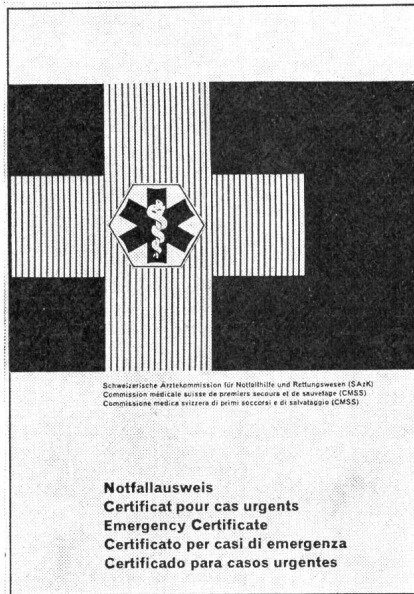 Schweizerische Ärztekommission für Notfallhilfe und Rettungswesen (SAzK)
Commission médicale suisse de premiers secours et de sauvetage (CMSS)
Commissione medica svizzera di primi soccorsi e di salvataggio (CMSS)
Notfallausweis
Certificat pour cas urgents
Emergency Certificate
Certificato per casi di emergenza
Certificado para casos urgentes